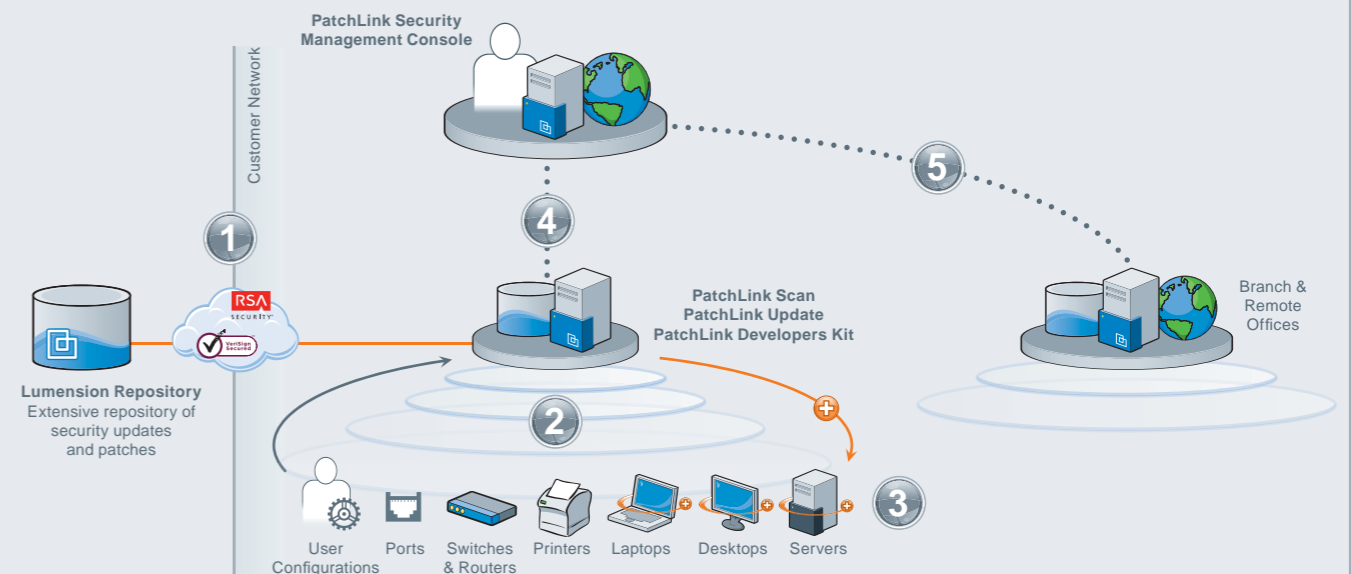 PatchLink Security
Management Console
Customer Network
1
RSA
SECURITY
VeriSign
Secured
Lumension Repository
Extensive repository of
security updates
and patches
4
5
PatchLink Scan
PatchLink Update
PatchLink Developers Kit
Branch &
Remote
Offices
2
3
User
Configurations
Ports
Switches
& Routers
Printers
Laptops
Desktops
Servers